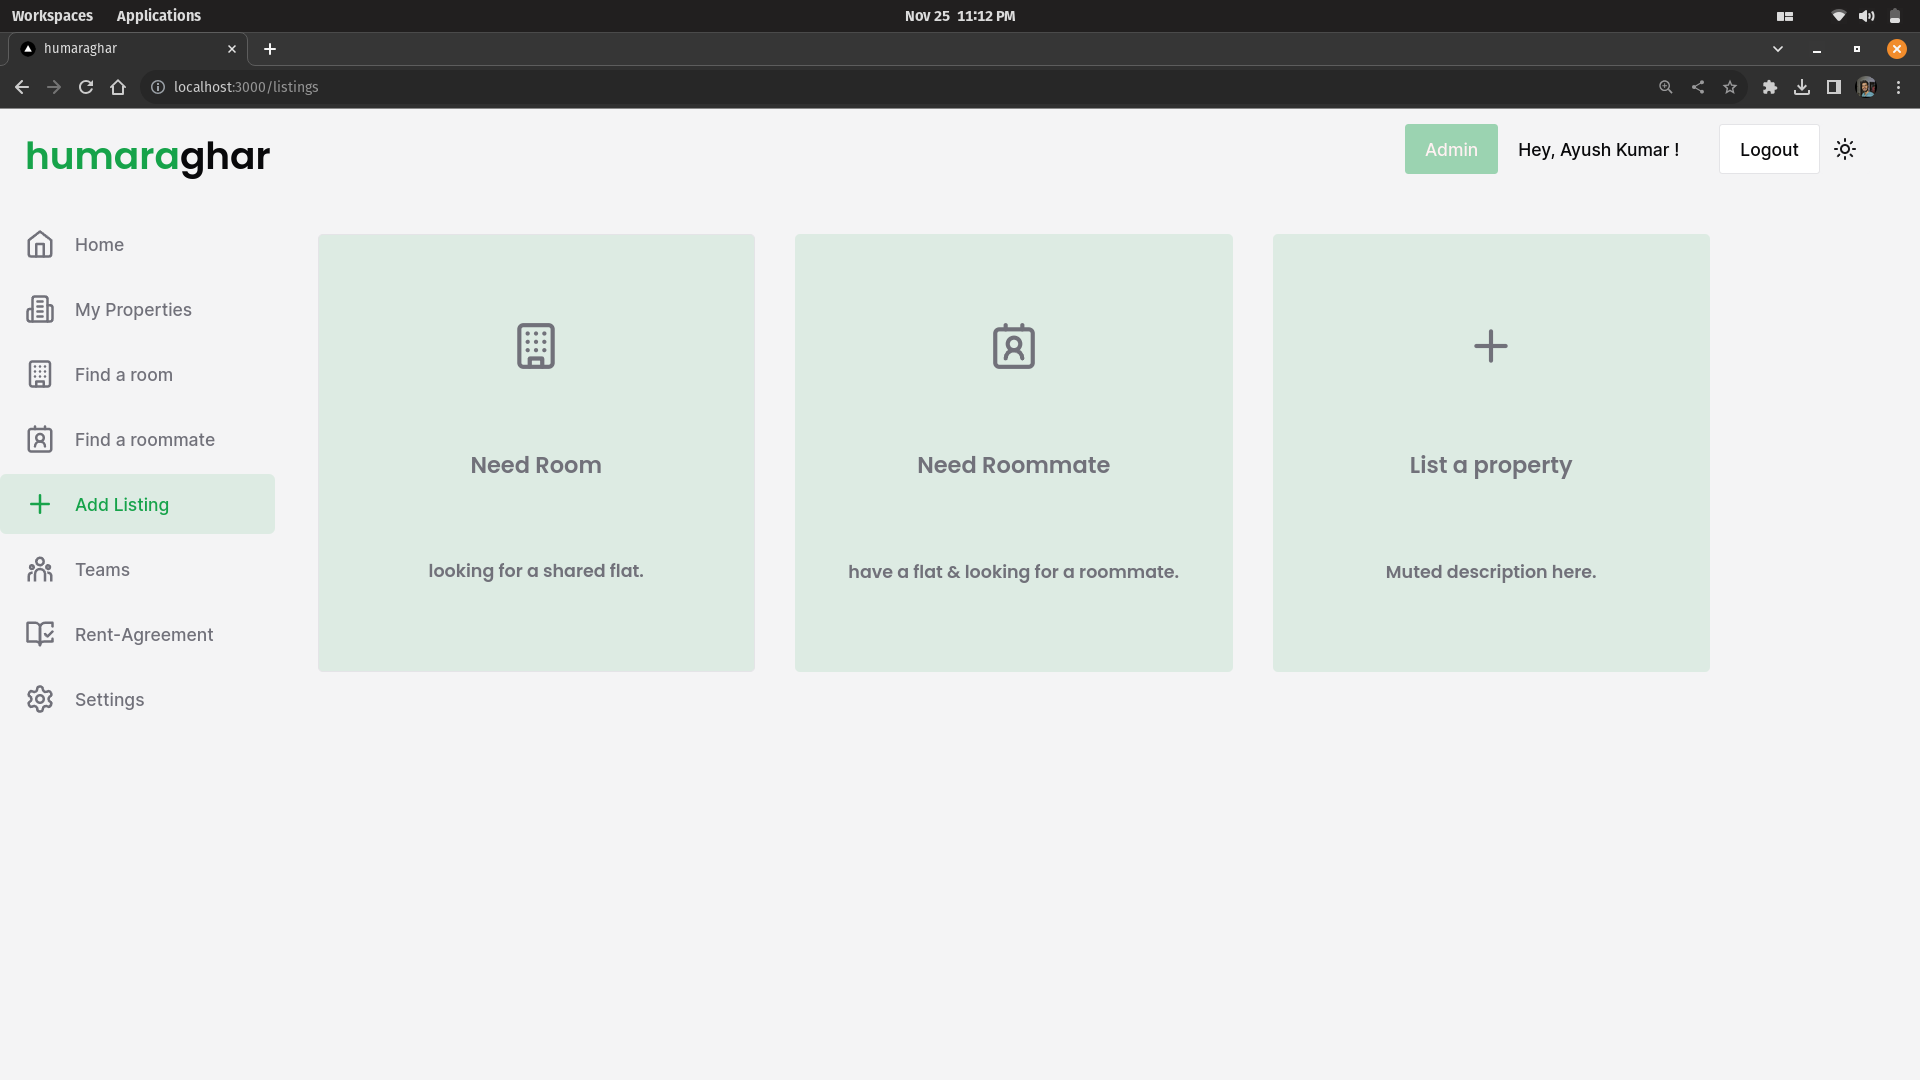 Workspaces Applications Nov 25 11:12 PM
humaraghar
localhost:3000/listings
humaraghar Admin Hey, Ayush Kumar ! Logout
Home
My Properties
Find a room
Find a roommate
Add Listing
Teams
Rent-Agreement
Settings
Need Room
looking for a shared flat.
Need Roommate
have a flat & looking for a roommate.
List a property
Muted description here.